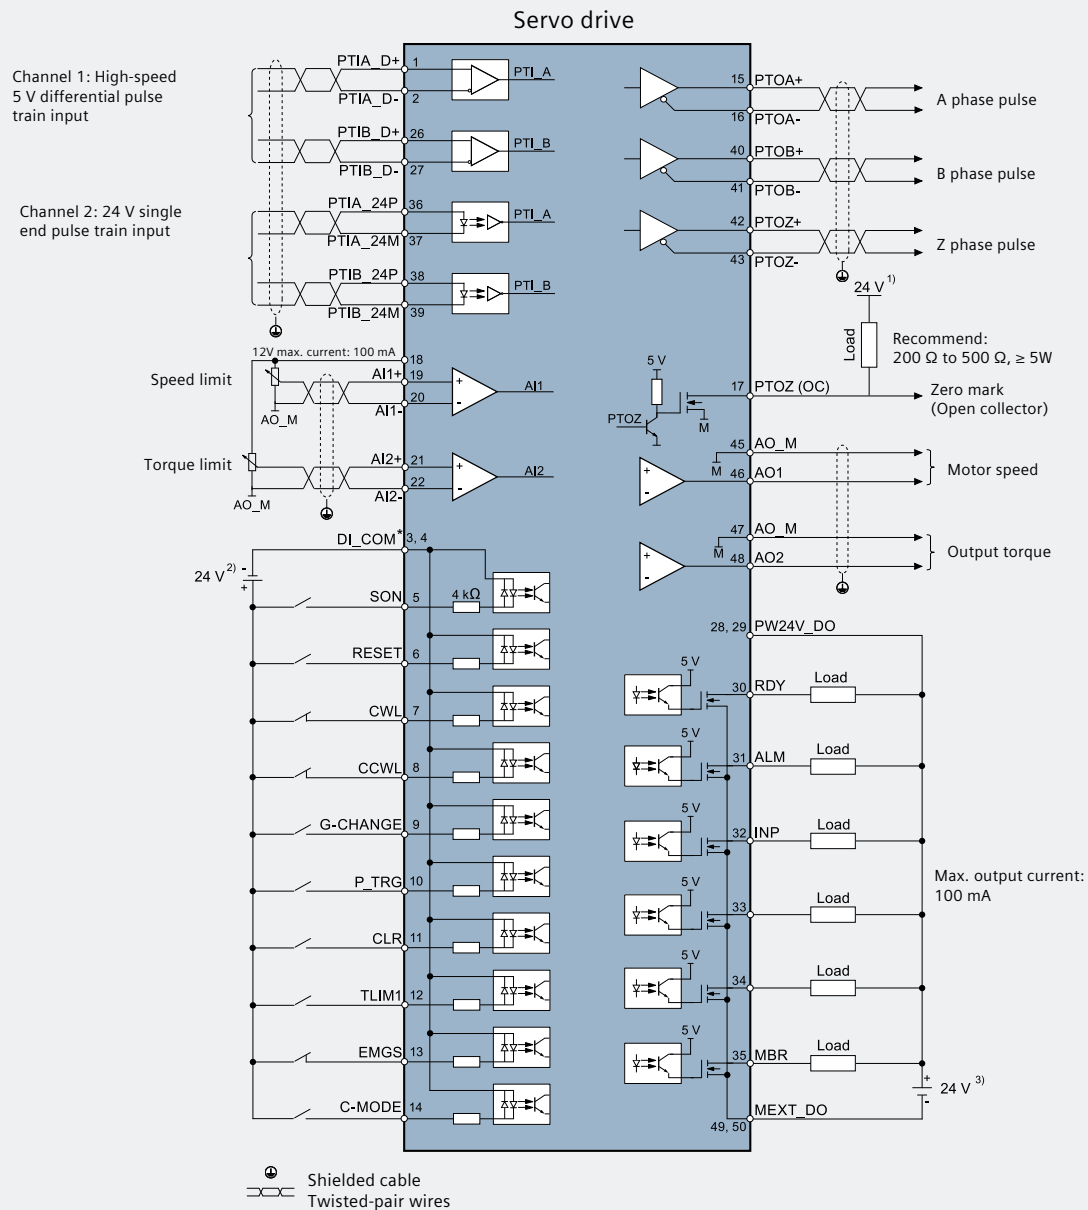 Servo drive
Channel 1: High-speed
5 V differential pulse
train input
PTIA_D+
1
PTI_A
PTIA_D-
2
PTIB_D+
26
PTI_B
PTIB_D-
27
Channel 2: 24 V single
end pulse train input
PTIA_24P
36
PTI_A
PTIA_24M
37
PTIB_24P
38
PTI_B
PTIB_24M
39
12V max. current: 100 mA
18
Speed limit
AI1+
19
+
-
AI1
20
AI1-
AO_M
Torque limit
AI2+
21
+
-
AI2
22
AI2-
AO_M
DI_COM*
3, 4
24 V 2)
-
+
SON
5
4 kΩ
RESET
6
CWL
7
CCWL
8
G-CHANGE
9
P_TRG
10
CLR
11
TLIM1
12
EMGS
13
C-MODE
14
15
PTOA+
A phase pulse
16
PTOA-
40
PTOB+
B phase pulse
41
PTOB-
42
PTOZ+
Z phase pulse
43
PTOZ-
24 V 1)
Load
Recommend:
200 Ω to 500 Ω, ≥ 5W
5 V
17
PTOZ (OC)
Zero mark
(Open collector)
PTOZ
M
45
AO_M
M
Motor speed
+
-
46
AO1
47
AO_M
M
Output torque
+
-
48
AO2
28, 29
PW24V_DO
5 V
30
RDY
Load
5 V
31
ALM
Load
5 V
32
INP
Load
Max. output current:
100 mA
5 V
33
Load
5 V
34
Load
5 V
35
MBR
Load
+
24 V 3)
-
MEXT_DO
49, 50
Shielded cable
Twisted-pair wires